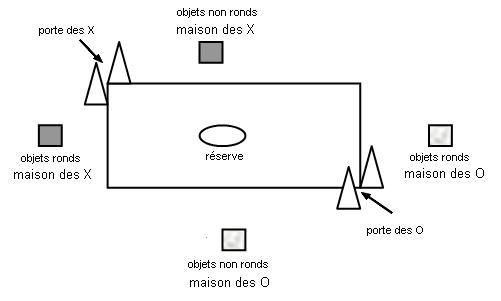 objets non ronds
maison des X
porte des X
objets ronds
maison des X
réserve
objets ronds
maison des O
porte des O
objets non ronds
maison des O